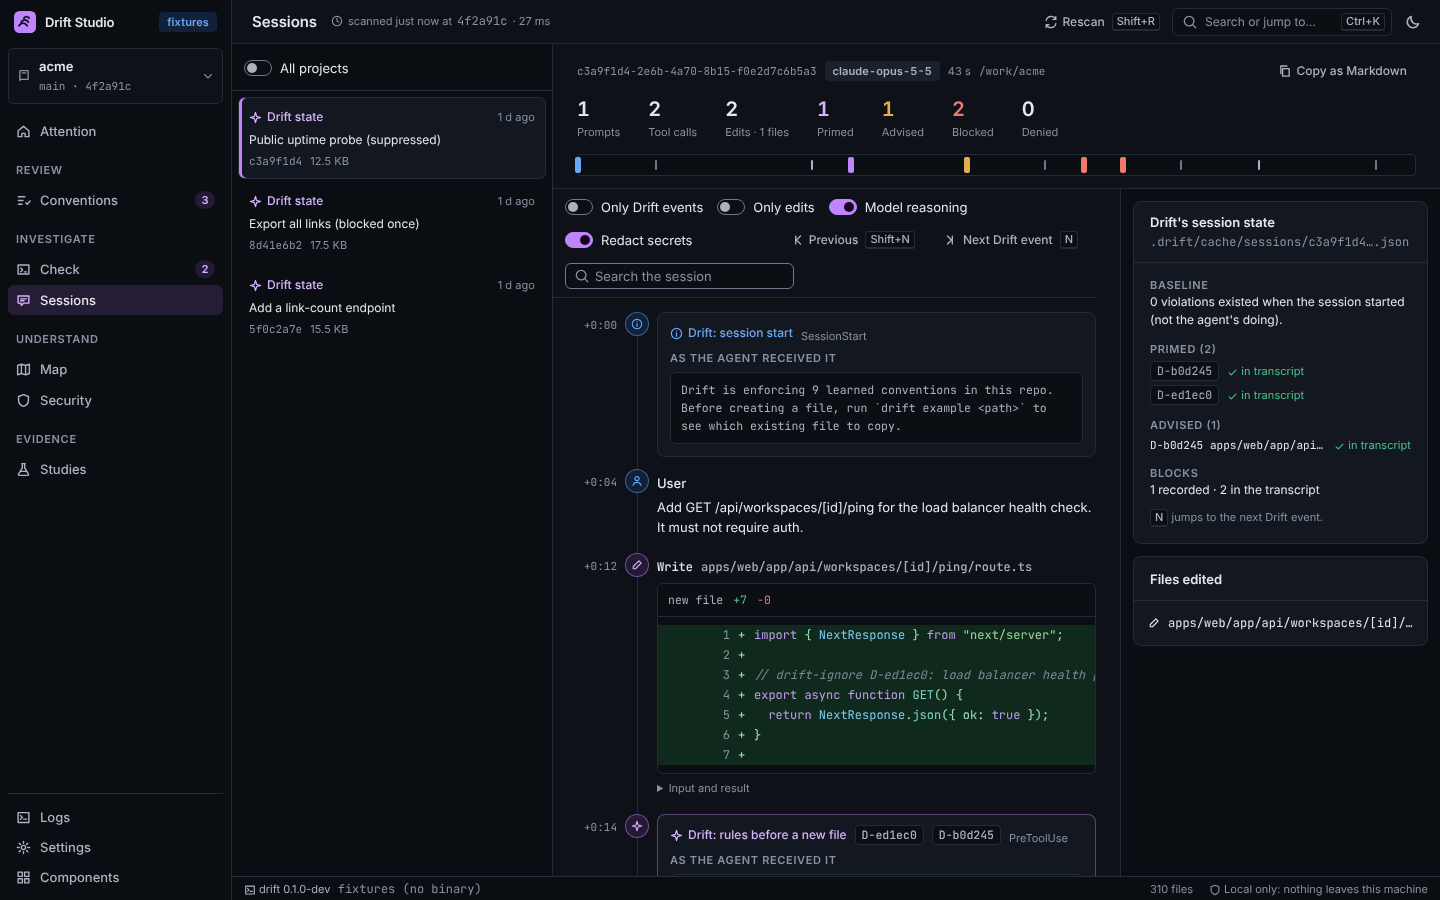 Drift Studio
fixtures
acme
main · 4f2a91c
Attention
REVIEW
Conventions
3
INVESTIGATE
Check
2
Sessions
UNDERSTAND
Map
Security
EVIDENCE
Studies
Logs
Settings
Components
Sessions
scanned just now at 4f2a91c · 27 ms
Rescan
Shift+R
Search or jump to...
Ctrl+K
All projects
Drift state
1 d ago
Public uptime probe (suppressed)
c3a9f1d4 12.5 KB
Drift state
1 d ago
Export all links (blocked once)
8d41e6b2 17.5 KB
Drift state
1 d ago
Add a link-count endpoint
5f0c2a7e 15.5 KB
c3a9f1d4-2e6b-4a70-8b15-f0e2d7c6b5a3
claude-opus-5-5
43 s
/work/acme
Copy as Markdown
1
Prompts
2
Tool calls
2
Edits · 1 files
1
Primed
1
Advised
2
Blocked
0
Denied
Only Drift events
Only edits
Model reasoning
Redact secrets
Previous
Shift+N
Next Drift event
N
Search the session
+0:00
Drift: session start SessionStart
AS THE AGENT RECEIVED IT
Drift is enforcing 9 learned conventions in this repo.
Before creating a file, run `drift example <path>` to
see which existing file to copy.
+0:04
User
Add GET /api/workspaces/[id]/ping for the load balancer health check.
It must not require auth.
+0:12
Write apps/web/app/api/workspaces/[id]/ping/route.ts
new file +7 -0
1 + import { NextResponse } from "next/server";
2 +
3 + // drift-ignore D-ed1ec0: load balancer health
4 + export async function GET() {
5 + return NextResponse.json({ ok: true });
6 + }
7 +
Input and result
+0:14
Drift: rules before a new file D-ed1ec0 D-b0d245 PreToolUse
AS THE AGENT RECEIVED IT
Drift's session state
.drift/cache/sessions/c3a9f1d4….json
BASELINE
0 violations existed when the session started
(not the agent's doing).
PRIMED (2)
D-b0d245 in transcript
D-ed1ec0 in transcript
ADVISED (1)
D-b0d245 apps/web/app/api… in transcript
BLOCKS
1 recorded · 2 in the transcript
N jumps to the next Drift event.
Files edited
apps/web/app/api/workspaces/[id]/…
drift 0.1.0-dev fixtures (no binary)
310 files
Local only: nothing leaves this machine